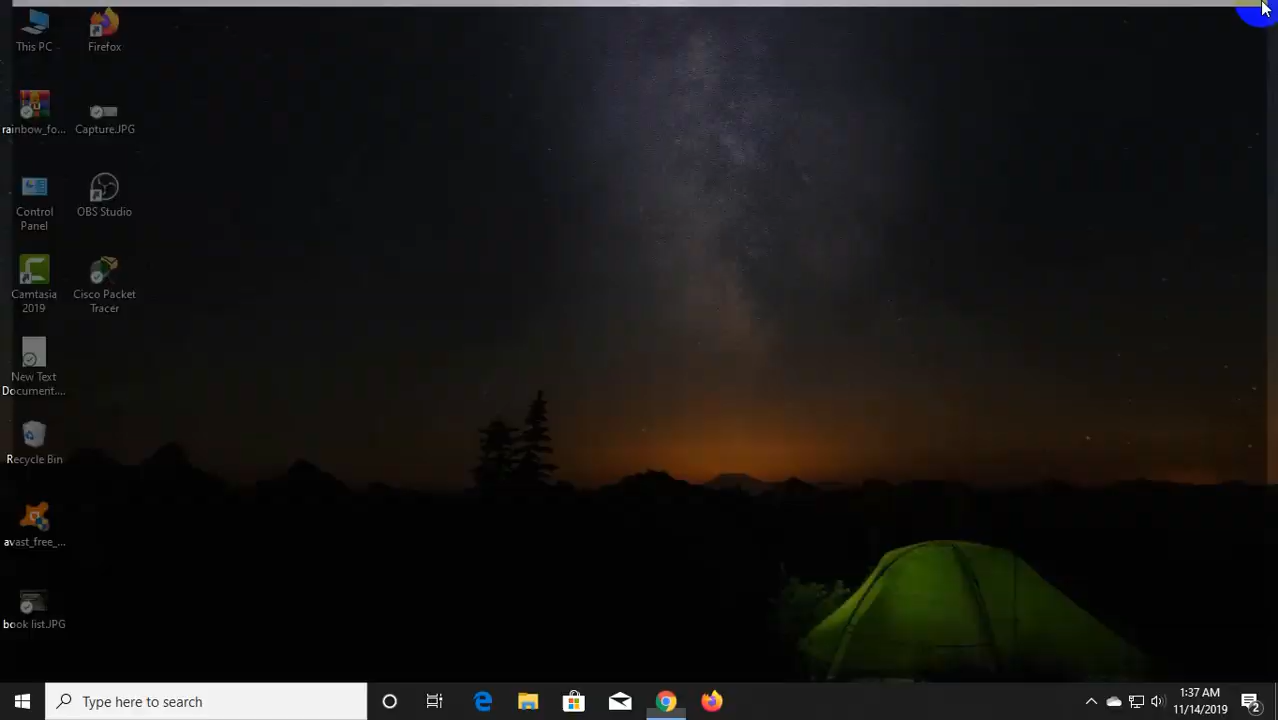 This PC
Firefox
rainbow_fo...
Capture.JPG
Control
Panel
OBS Studio
Camtasia
2019
Cisco Packet
Tracer
New Text
Document....
Recycle Bin
avast_free_...
book list.JPG
Type here to search
1:37 AM
11/14/2019
2